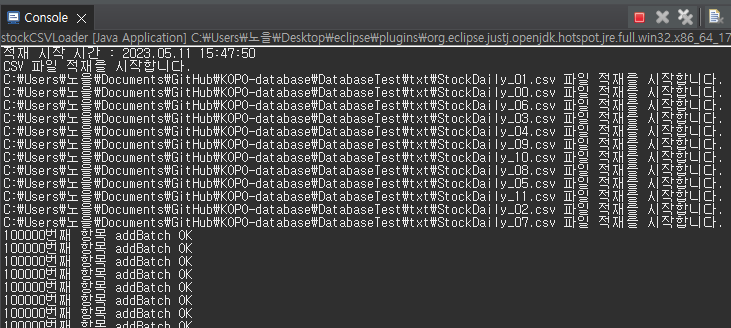 Console
stockCSVLoader [Java Application] C:\Users\노을\Desktop\eclipse\plugins\org.eclipse.justj.openjdk.hotspot.jre.full.win32.x86_64_17
적재 시작 시간 : 2023.05.11 15:47:50
CSV 파일 적재를 시작합니다.
C:\Users\노을\Documents\GitHub\KOPO-database\DatabaseTest\txt\StockDaily_01.csv 파일 적재를 시작합니다.
C:\Users\노을\Documents\GitHub\KOPO-database\DatabaseTest\txt\StockDaily_00.csv 파일 적재를 시작합니다.
C:\Users\노을\Documents\GitHub\KOPO-database\DatabaseTest\txt\StockDaily_06.csv 파일 적재를 시작합니다.
C:\Users\노을\Documents\GitHub\KOPO-database\DatabaseTest\txt\StockDaily_03.csv 파일 적재를 시작합니다.
C:\Users\노을\Documents\GitHub\KOPO-database\DatabaseTest\txt\StockDaily_04.csv 파일 적재를 시작합니다.
C:\Users\노을\Documents\GitHub\KOPO-database\DatabaseTest\txt\StockDaily_09.csv 파일 적재를 시작합니다.
C:\Users\노을\Documents\GitHub\KOPO-database\DatabaseTest\txt\StockDaily_10.csv 파일 적재를 시작합니다.
C:\Users\노을\Documents\GitHub\KOPO-database\DatabaseTest\txt\StockDaily_08.csv 파일 적재를 시작합니다.
C:\Users\노을\Documents\GitHub\KOPO-database\DatabaseTest\txt\StockDaily_05.csv 파일 적재를 시작합니다.
C:\Users\노을\Documents\GitHub\KOPO-database\DatabaseTest\txt\StockDaily_11.csv 파일 적재를 시작합니다.
C:\Users\노을\Documents\GitHub\KOPO-database\DatabaseTest\txt\StockDaily_02.csv 파일 적재를 시작합니다.
C:\Users\노을\Documents\GitHub\KOPO-database\DatabaseTest\txt\StockDaily_07.csv 파일 적재를 시작합니다.
100000번째 항목 addBatch OK
100000번째 항목 addBatch OK
100000번째 항목 addBatch OK
100000번째 항목 addBatch OK
100000번째 항목 addBatch OK
100000번째 항목 addBatch OK
100000번째 항목 addBatch OK
100000번째 항목 addBatch OK